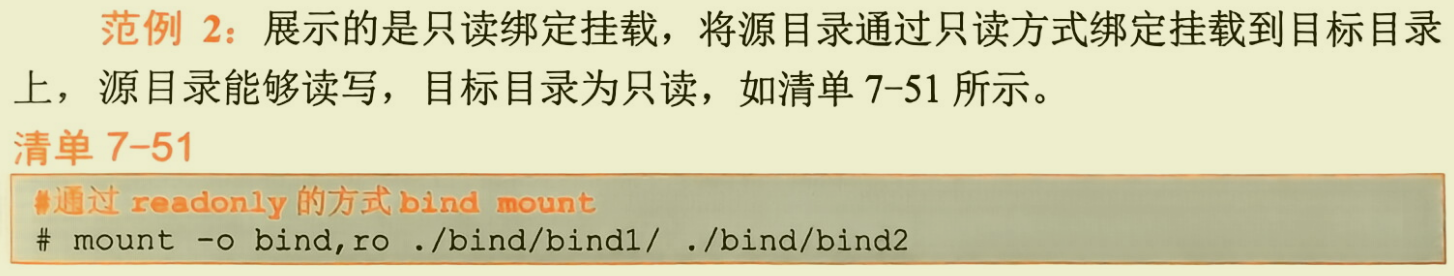 范例 2：展示的是只读绑定挂载，将源目录通过只读方式绑定挂载到目标目录
上，源目录能够读写，目标目录为只读，如清单 7-51 所示。
清单 7-51
#通过 readonly 的方式 bind mount
# mount -o bind,ro ./bind/bind1/ ./bind/bind2